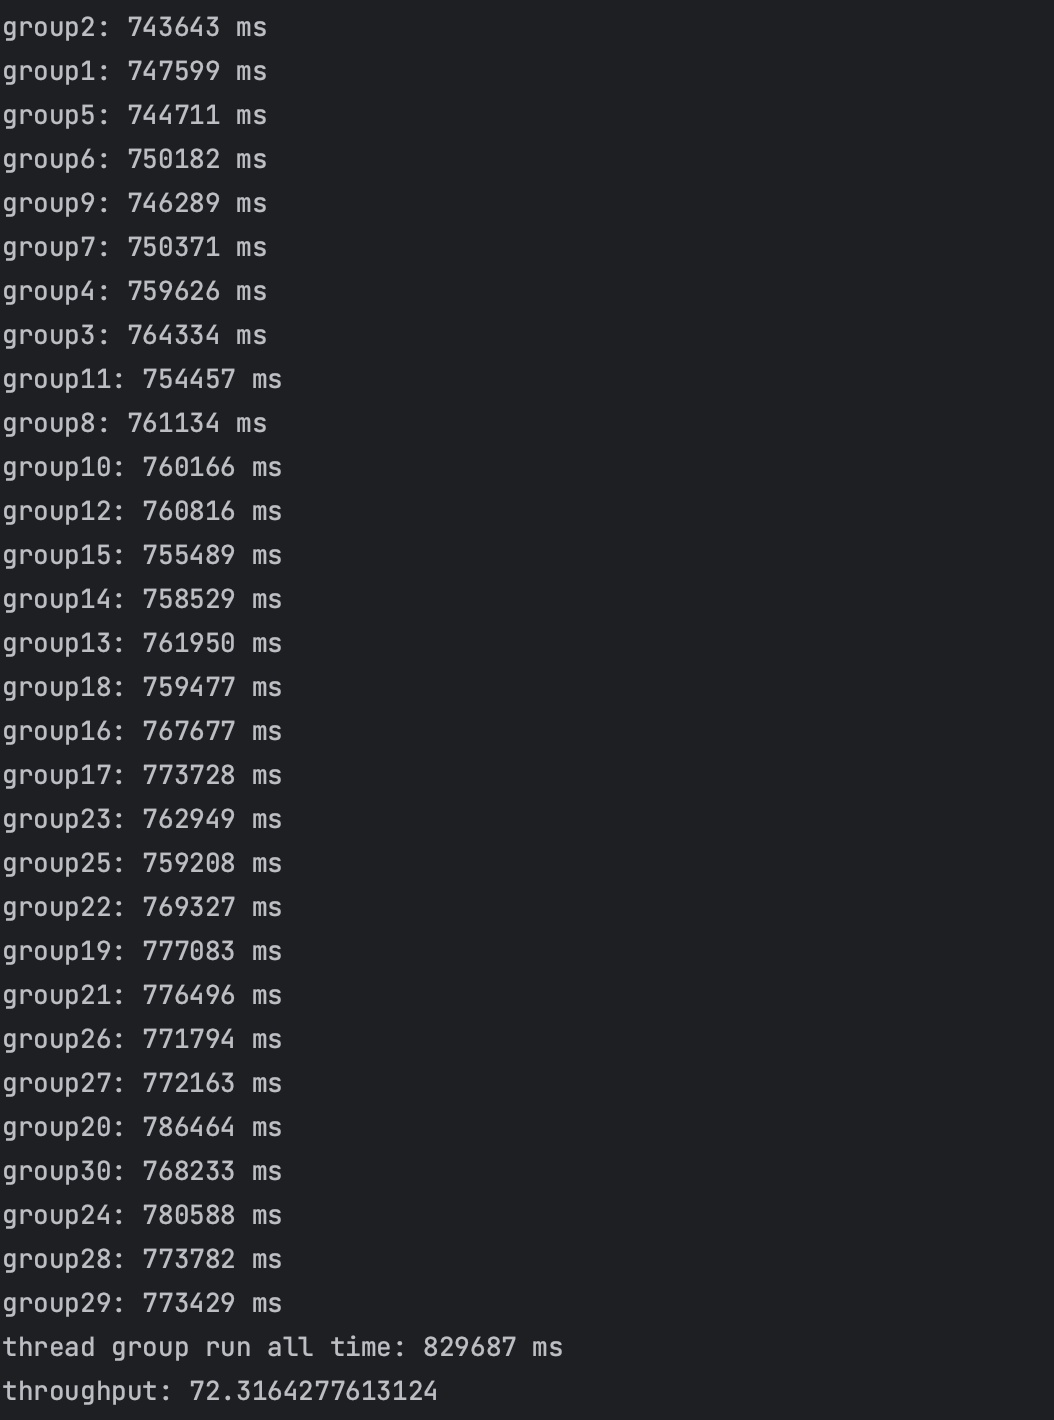 group2: 743643 ms
group1: 747599 ms
group5: 744711 ms
group6: 750182 ms
group9: 746289 ms
group7: 750371 ms
group4: 759626 ms
group3: 764334 ms
group11: 754457 ms
group8: 761134 ms
group10: 760166 ms
group12: 760816 ms
group15: 755489 ms
group14: 758529 ms
group13: 761950 ms
group18: 759477 ms
group16: 767677 ms
group17: 773728 ms
group23: 762949 ms
group25: 759208 ms
group22: 769327 ms
group19: 777083 ms
group21: 776496 ms
group26: 771794 ms
group27: 772163 ms
group20: 786464 ms
group30: 768233 ms
group24: 780588 ms
group28: 773782 ms
group29: 773429 ms
thread group run all time: 829687 ms
throughput: 72.3164277613124